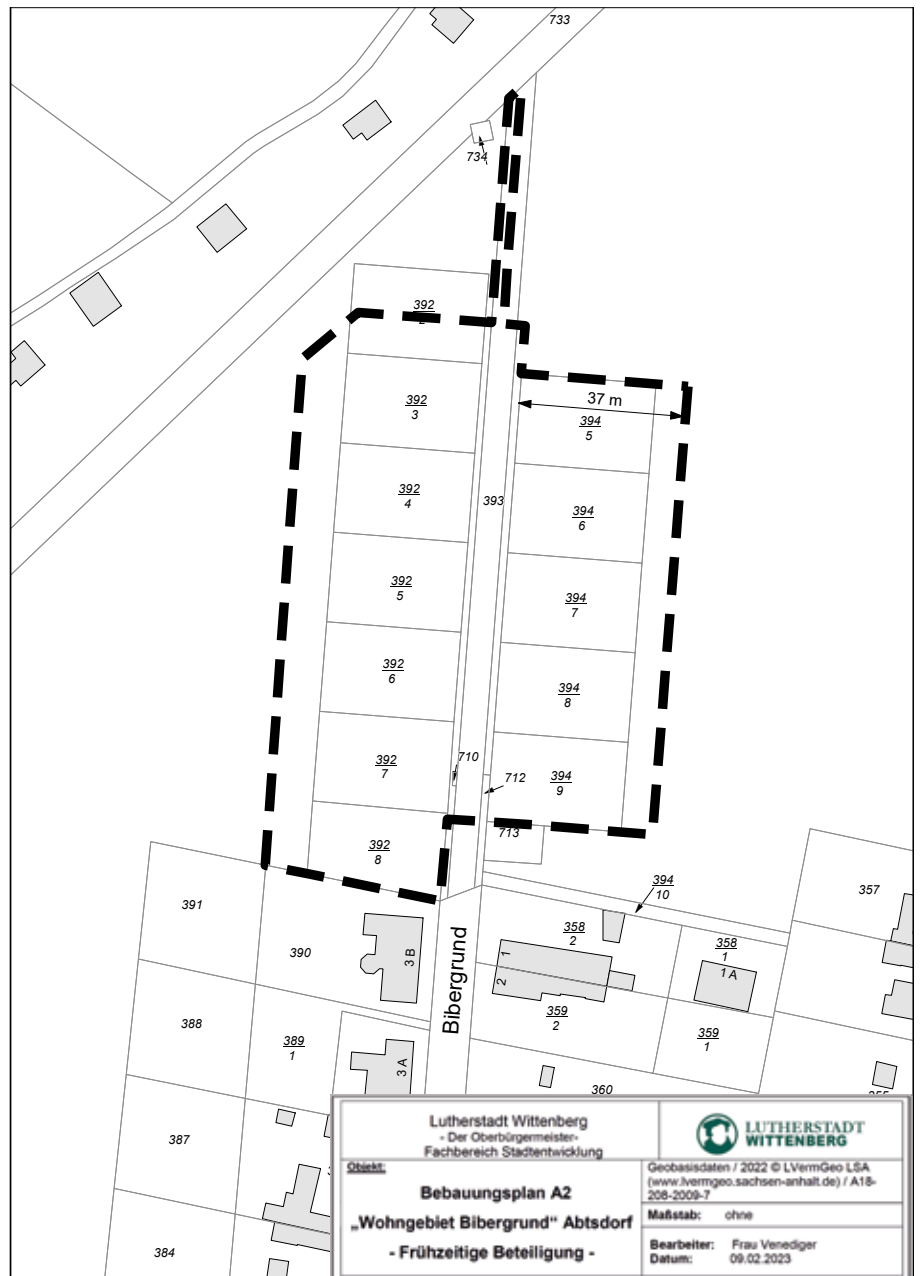 733
734
392
2
392
3
37 m
394
5
392
4
393
394
6
392
5
394
7
392
6
394
8
392
7
710
712
394
9
713
392
8
394
10
357
391
390
3 B
358
2
358
1
1 A
1
2
Bibergrund
359
2
359
1
388
389
1
3 A
360
387
384
Lutherstadt Wittenberg
- Der Oberbürgermeister-
Fachbereich Stadtentwicklung
LUTHERSTADT
WITTENBERG
Objekt:
Bebauungsplan A2
„Wohngebiet Bibergrund“ Abtsdorf
- Frühzeitige Beteiligung -
Geobasisdaten / 2022 © LVermGeo LSA
(www.lvermgeo.sachsen-anhalt.de) / A18-
208-2009-7
Maßstab: ohne
Bearbeiter: Frau Venediger
Datum: 09.02.2023